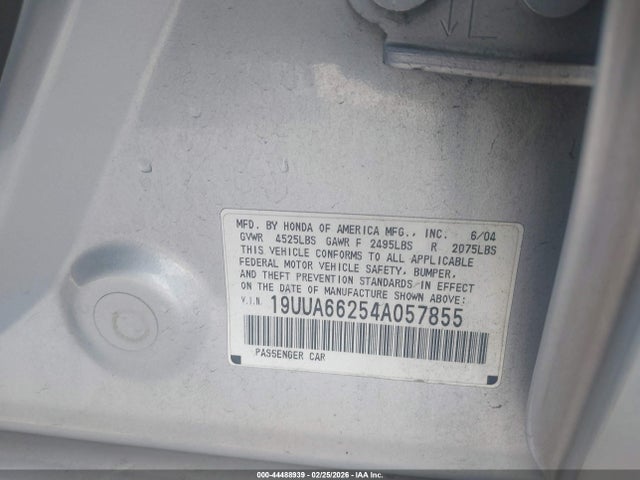 L
MFD. BY HONDA OF AMERICA MFG., INC. 6/04
GVWR 4525LBS GAWR F 2495LBS R 2075LBS
THIS VEHICLE CONFORMS TO ALL APPLICABLE
FEDERAL MOTOR VEHICLE SAFETY, BUMPER,
AND THEFT PREVENTION STANDARDS IN EFFECT
ON THE DATE OF MANUFACTURE SHOWN ABOVE:
V.I.N. 19UUA66254A057855
PASSENGER CAR
000-44488939 - 02/25/2026 - IAA Inc.